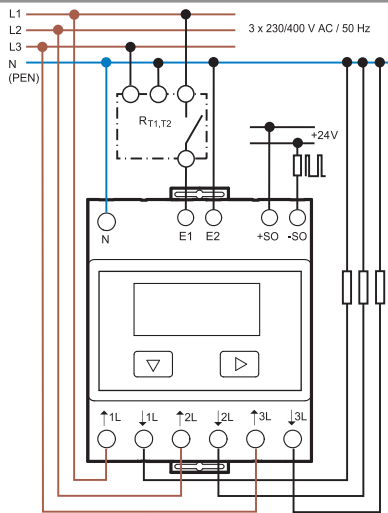 L1
3 x 230/400 V AC / 50 Hz
L2
L3
N
(PEN)
RT1,T2
+24V
N
E1
E2
+SO
-SO
↑1L
↓1L
↑2L
↓2L
↑3L
↓3L